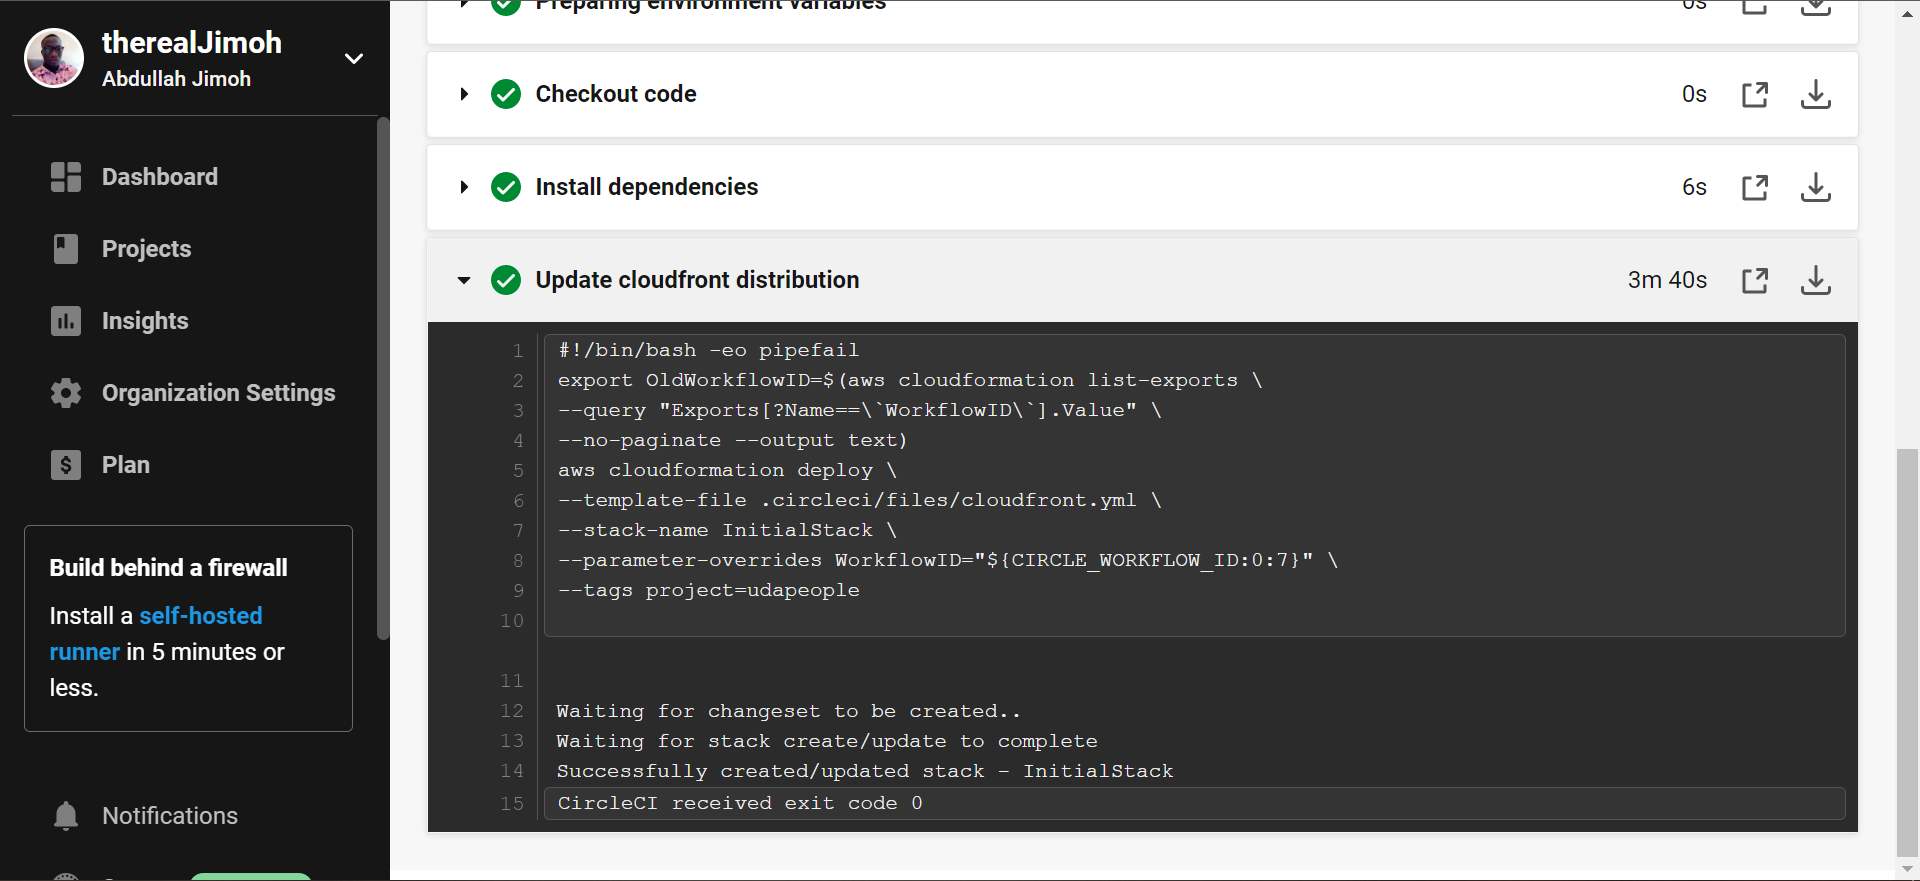 therealJimoh
Abdullah Jimoh
Dashboard
Projects
Insights
Organization Settings
Plan
Build behind a firewall
Install a self-hosted
runner in 5 minutes or
less.
Notifications
Preparing environment variables
0s
Checkout code
0s
Install dependencies
6s
Update cloudfront distribution
3m 40s
1 #!/bin/bash -eo pipefail
2 export OldWorkflowID=$(aws cloudformation list-exports \
3 --query "Exports[?Name==\`WorkflowID\`].Value" \
4 --no-paginate --output text)
5 aws cloudformation deploy \
6 --template-file .circleci/files/cloudfront.yml \
7 --stack-name InitialStack \
8 --parameter-overrides WorkflowID="${CIRCLE_WORKFLOW_ID:0:7}" \
9 --tags project=udapeople
10
11
12 Waiting for changeset to be created..
13 Waiting for stack create/update to complete
14 Successfully created/updated stack - InitialStack
15 CircleCI received exit code 0